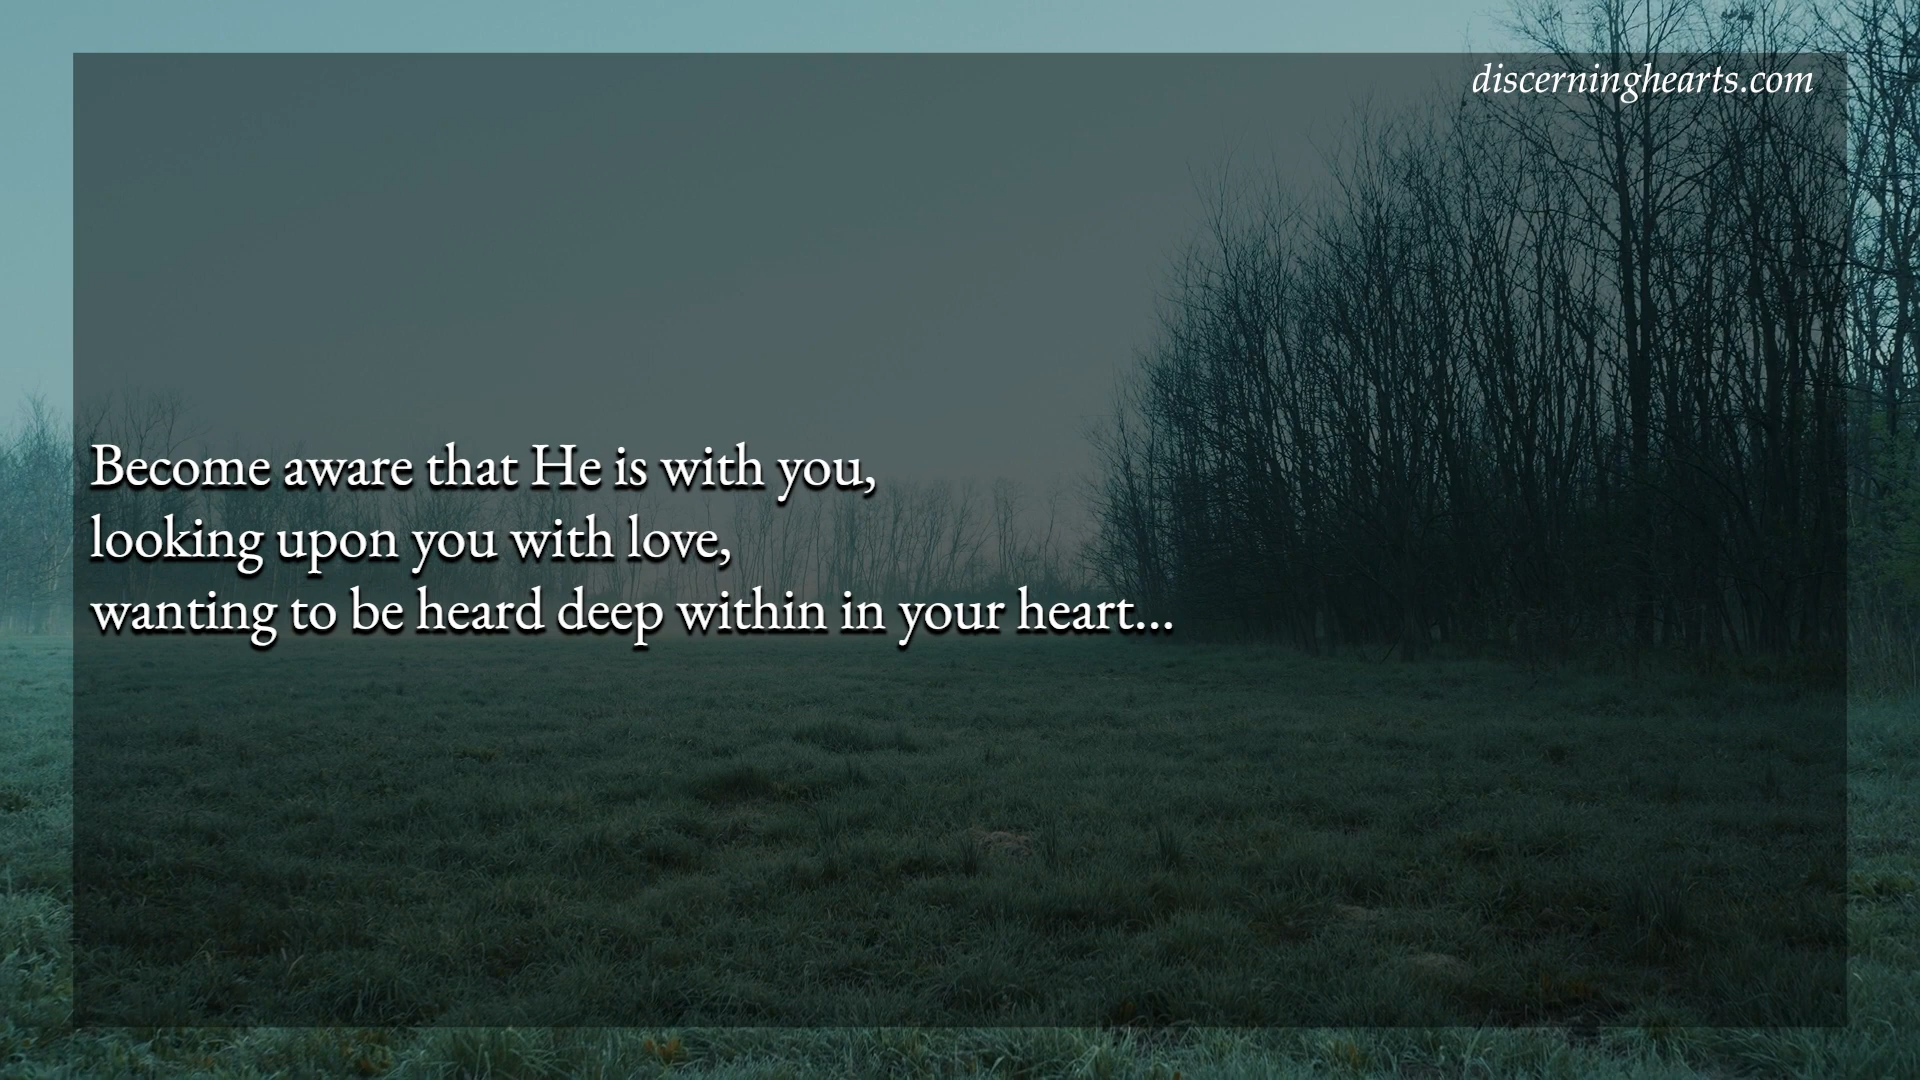 discerninghearts.com
Become aware that He is with you,
looking upon you with love,
wanting to be heard deep within in your heart...